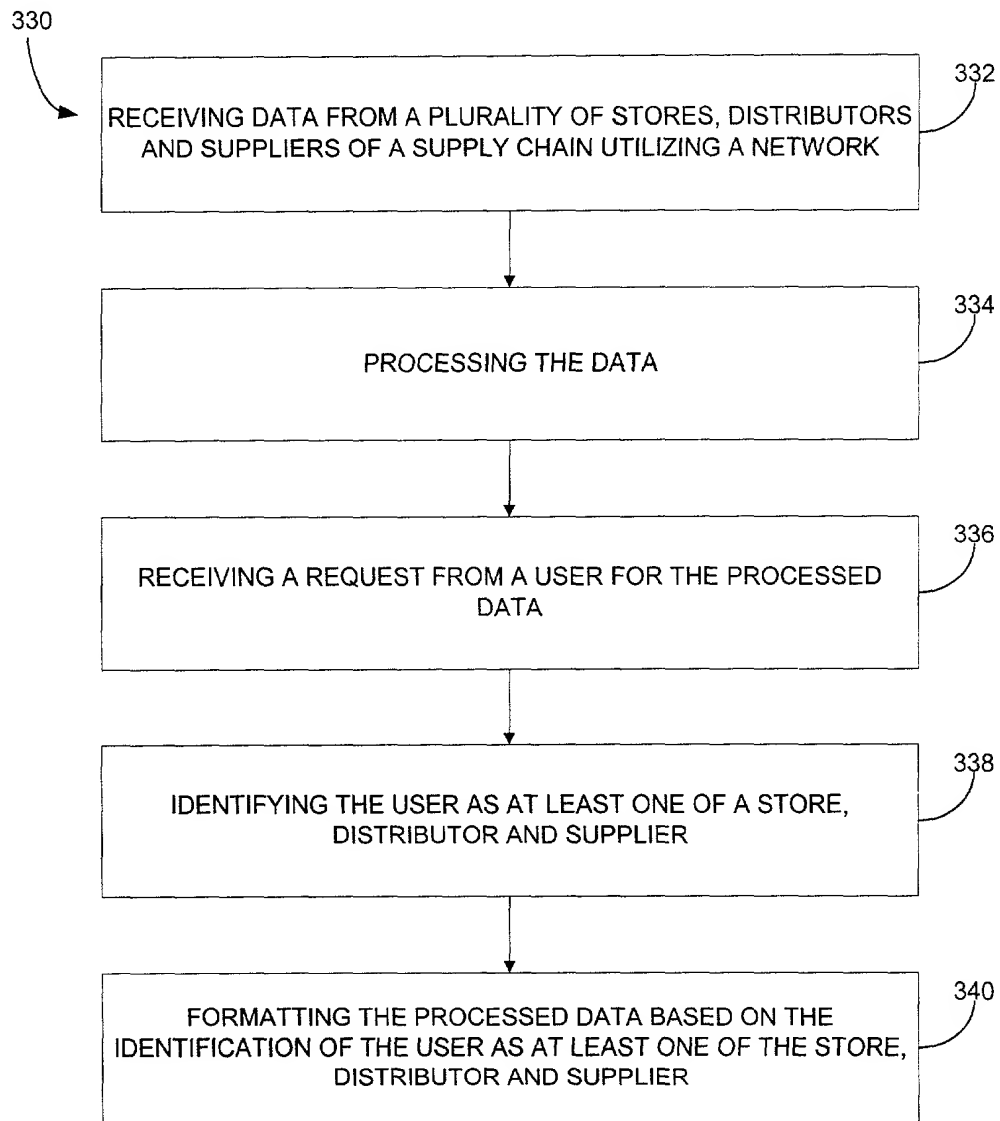 330
332
RECEIVING DATA FROM A PLURALITY OF STORES, DISTRIBUTORS
AND SUPPLIERS OF A SUPPLY CHAIN UTILIZING A NETWORK
334
PROCESSING THE DATA
336
RECEIVING A REQUEST FROM A USER FOR THE PROCESSED
DATA
338
IDENTIFYING THE USER AS AT LEAST ONE OF A STORE,
DISTRIBUTOR AND SUPPLIER
340
FORMATTING THE PROCESSED DATA BASED ON THE
IDENTIFICATION OF THE USER AS AT LEAST ONE OF THE STORE,
DISTRIBUTOR AND SUPPLIER